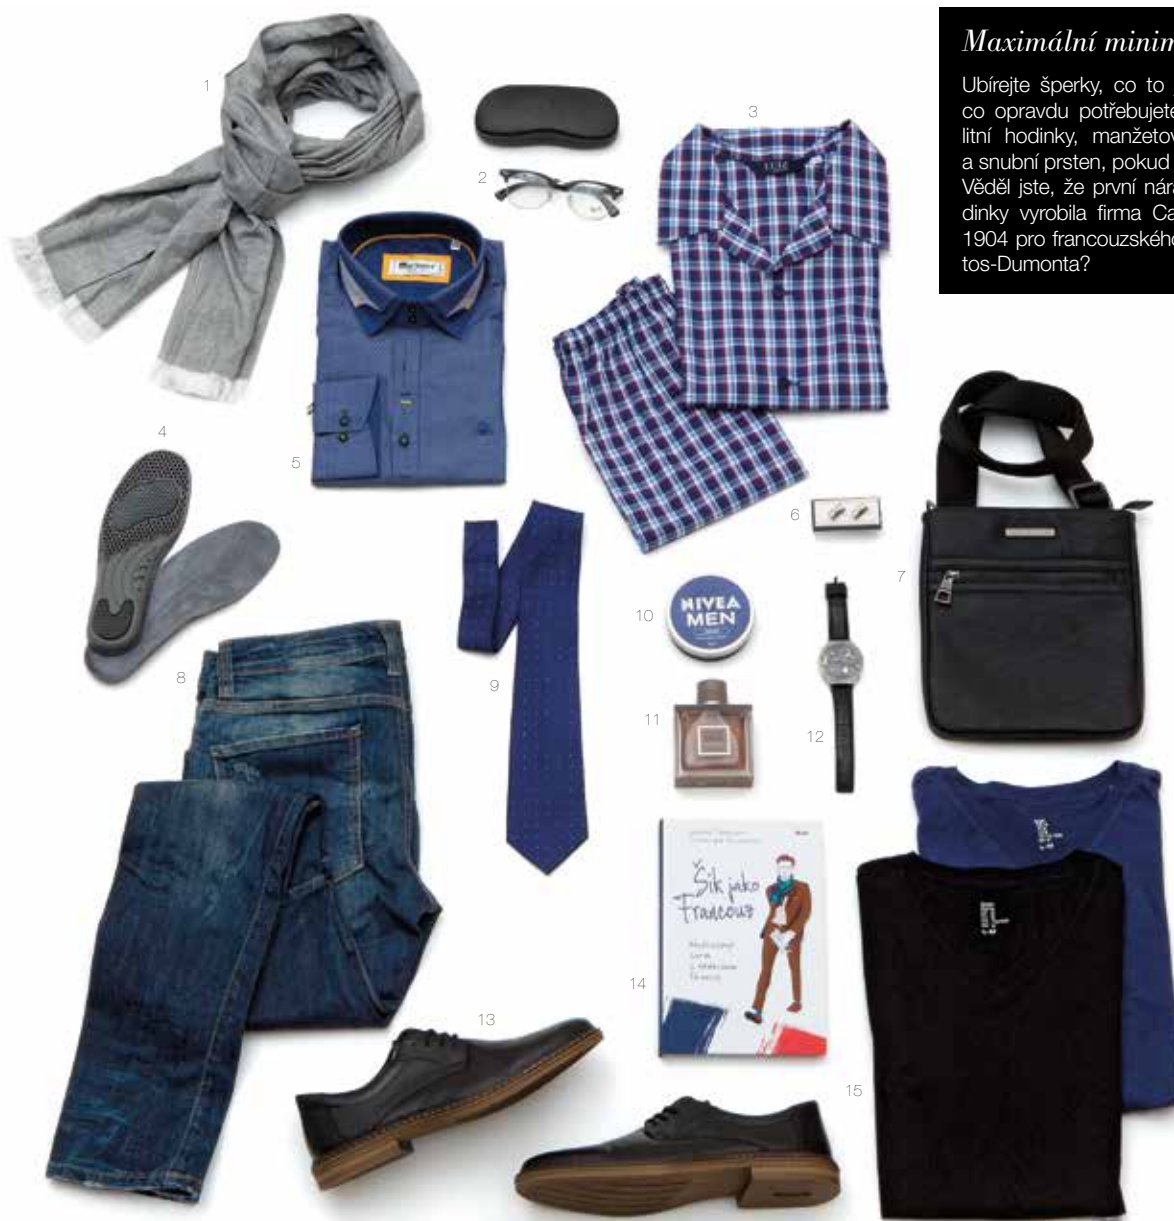 Maximální minim
Ubírejte šperky, co to j
co opravdu potřebujete
litní hodinky, manžetov
a snubní prsten, pokud
Věděl jste, že první nára
dinky vyrobila firma Ca
1904 pro francouzského
tos-Dumonta?
1
2
3
4
5
6
7
8
9
10
NIVEA
MEN
11
12
13
14
Šik jako
Francouz
15